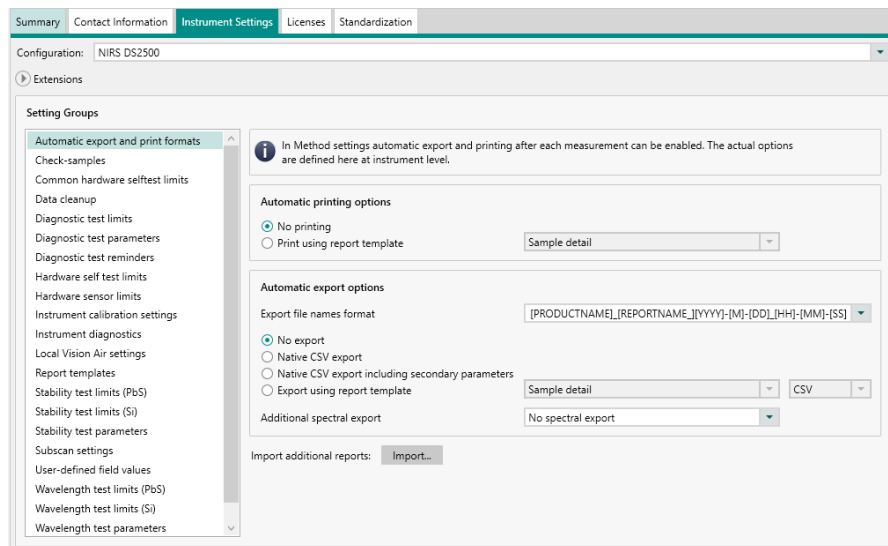 Summary Contact Information Instrument Settings Licenses Standardization
Configuration: NIRS DS2500
Extensions
Setting Groups
Automatic export and print formats
Check-samples
Common hardware selftest limits
Data cleanup
Diagnostic test limits
Diagnostic test parameters
Diagnostic test reminders
Hardware self test limits
Hardware sensor limits
Instrument calibration settings
Instrument diagnostics
Local Vision Air settings
Report templates
Stability test limits (PbS)
Stability test limits (Si)
Stability test parameters
Subscan settings
User-defined field values
Wavelength test limits (PbS)
Wavelength test limits (Si)
Wavelength test parameters
In Method settings automatic export and printing after each measurement can be enabled. The actual options
are defined here at instrument level.
Automatic printing options
No printing
Print using report template Sample detail
Automatic export options
Export file names format [PRODUCTNAME]_[REPORTNAME_][YYYY]-[M]-[DD]_[HH]-[MM]-[SS]
No export
Native CSV export
Native CSV export including secondary parameters
Export using report template Sample detail CSV
Additional spectral export No spectral export
Import additional reports: Import...